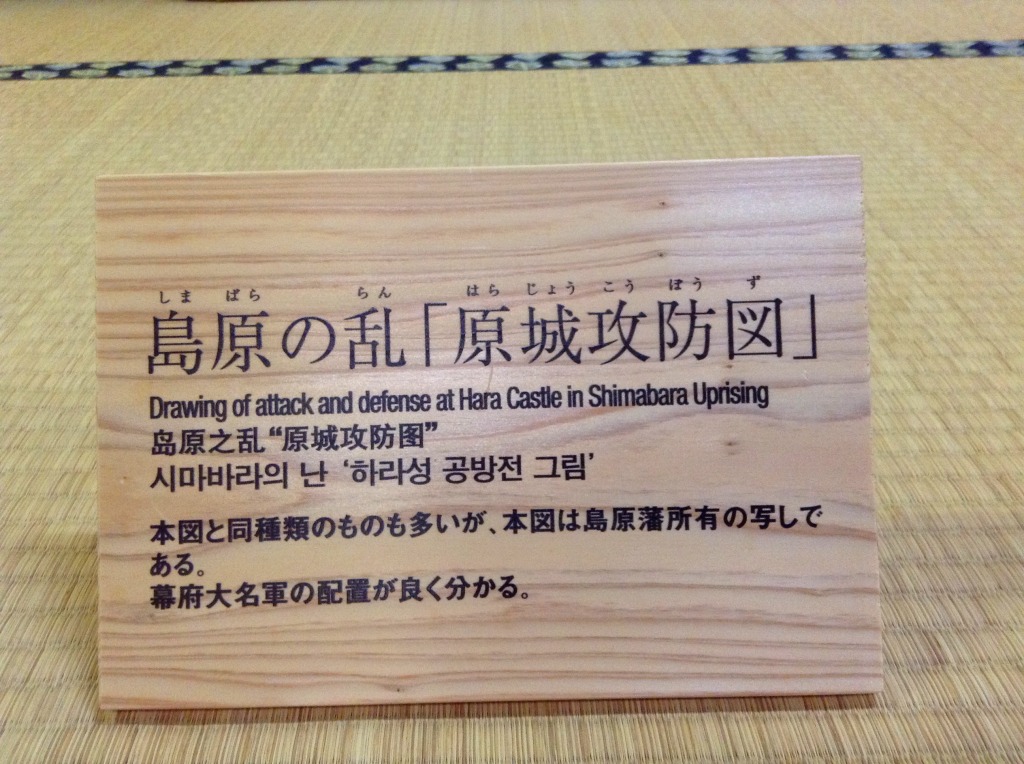 しま ばら らん はら じょう こう ぼう ず
島原の乱「原城攻防図」
Drawing of attack and defense at Hara Castle in Shimabara Uprising
岛原之乱“原城攻防图”
시마바라의 난 ‘하라성 공방전 그림’
本図と同種類のものも多いが、本図は島原藩所有の写しで
ある。
幕府大名軍の配置が良く分かる。